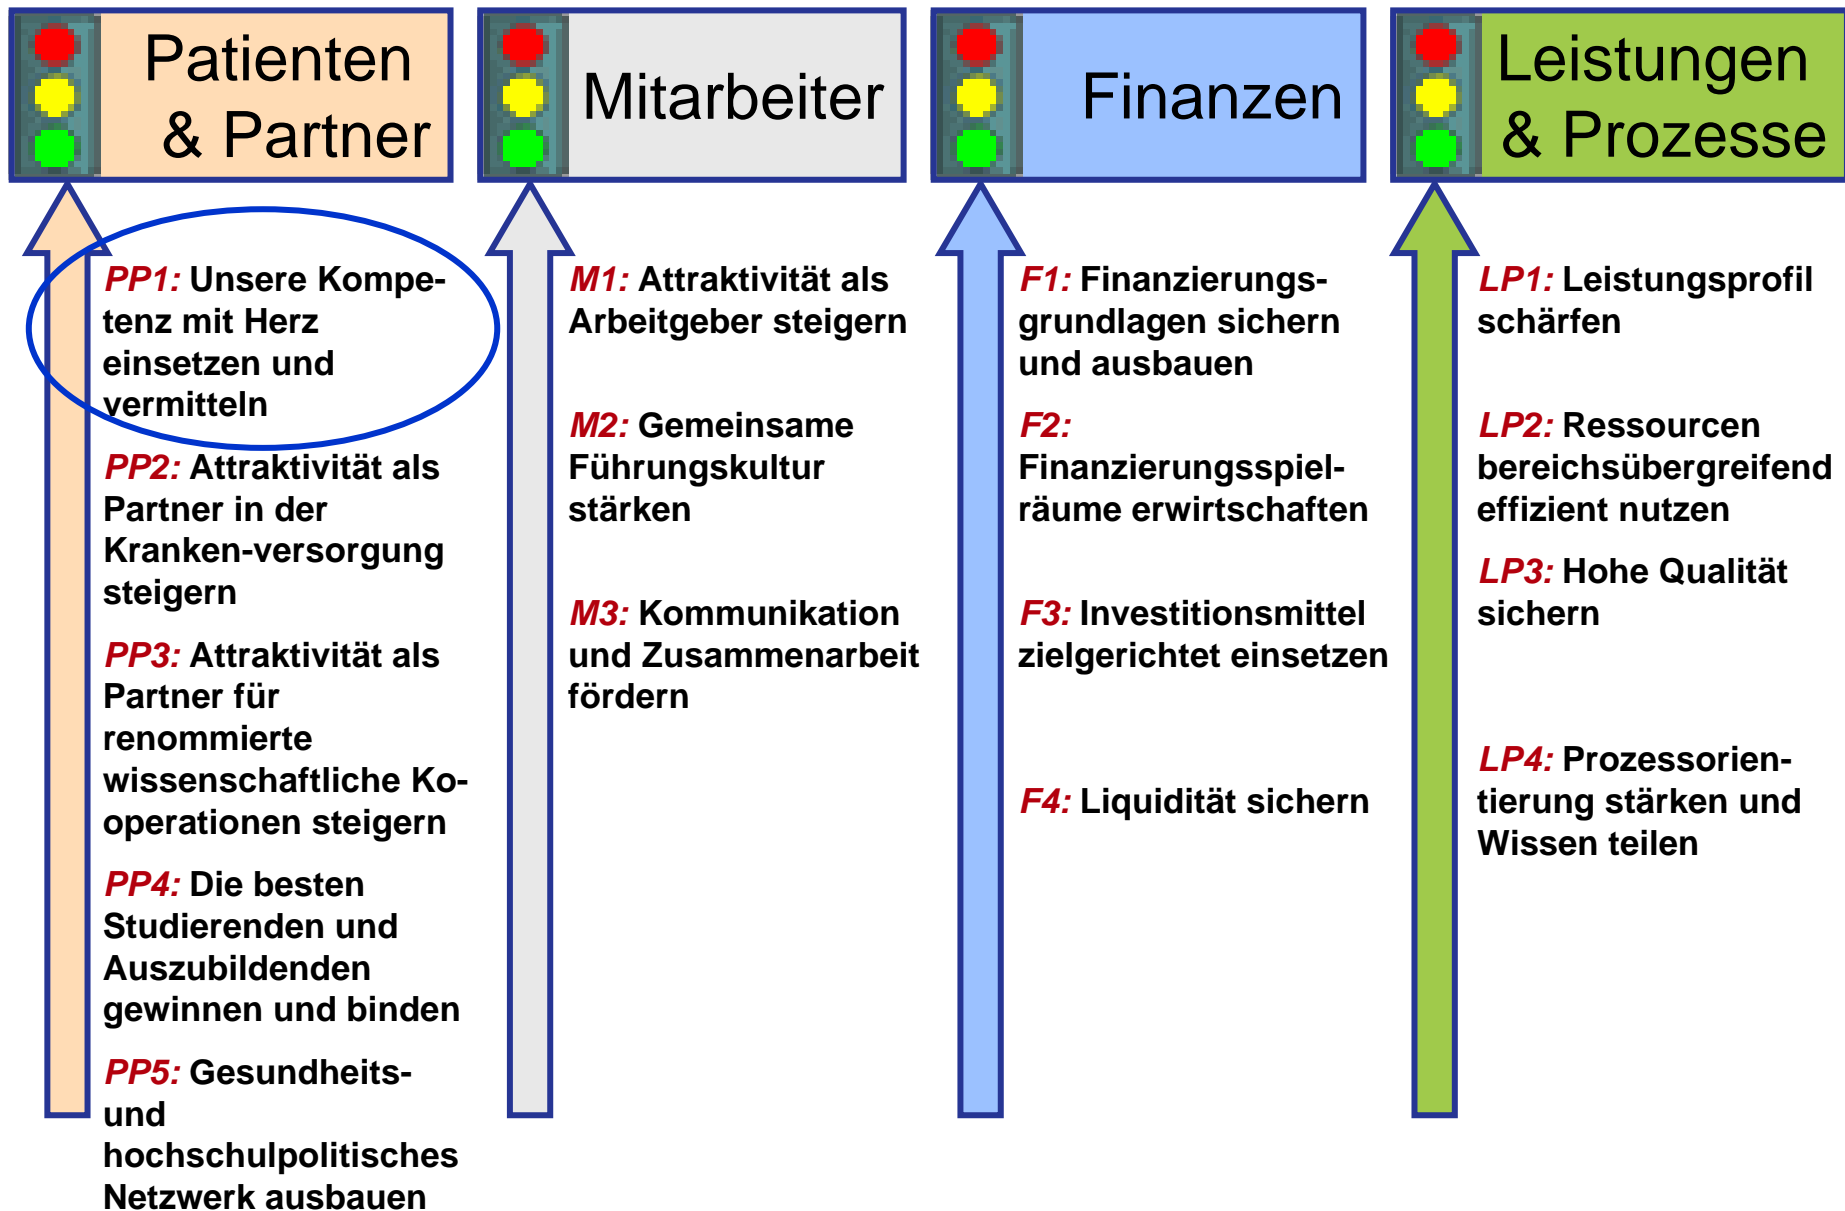 Patienten
& Partner
PP1: Unsere Kompe-
tenz mit Herz
einsetzen und
vermitteln
PP2: Attraktivität als
Partner in der
Kranken-versorgung
steigern
PP3: Attraktivität als
Partner für
renommierte
wissenschaftliche Ko-
operationen steigern
PP4: Die besten
Studierenden und
Auszubildenden
gewinnen und binden
PP5: Gesundheits-
und
hochschulpolitisches
Netzwerk ausbauen
Mitarbeiter
M1: Attraktivität als
Arbeitgeber steigern
M2: Gemeinsame
Führungskultur
stärken
M3: Kommunikation
und Zusammenarbeit
fördern
Finanzen
F1: Finanzierungs-
grundlagen sichern
und ausbauen
F2:
Finanzierungsspiel-
räume erwirtschaften
F3: Investitionsmittel
zielgerichtet einsetzen
F4: Liquidität sichern
Leistungen
& Prozesse
LP1: Leistungsprofil
schärfen
LP2: Ressourcen
bereichsübergreifend
effizient nutzen
LP3: Hohe Qualität
sichern
LP4: Prozessorien-
tierung stärken und
Wissen teilen